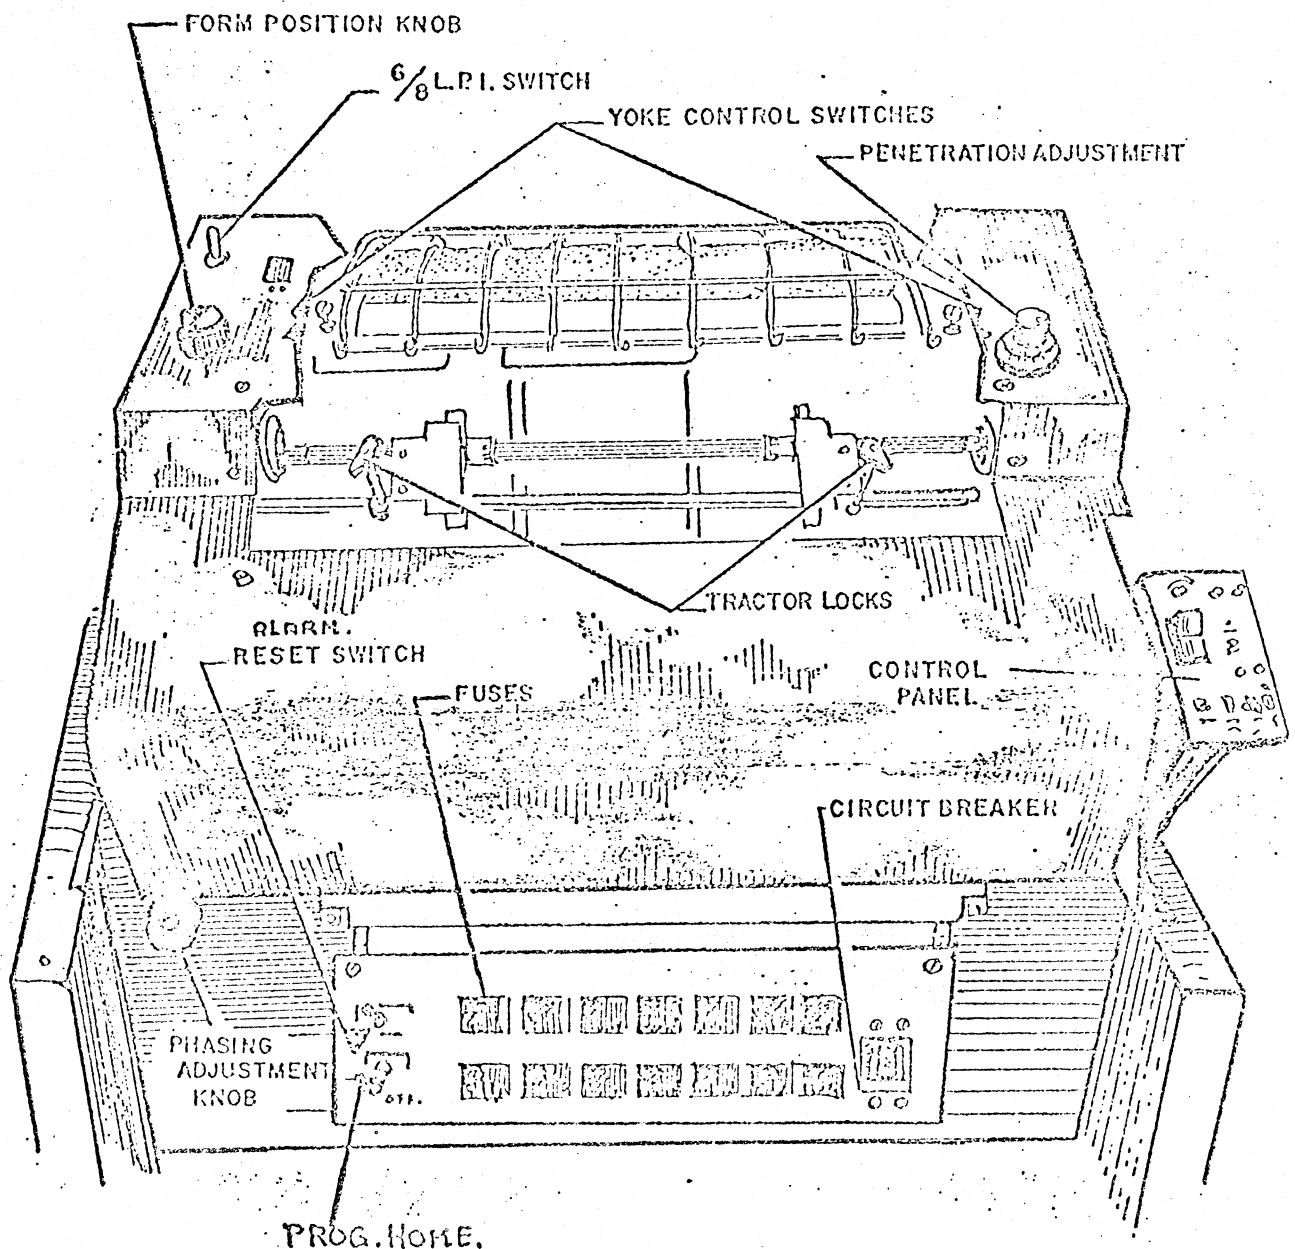 FORM POSITION KNOB
6/8 L.P.I. SWITCH
YOKE CONTROL SWITCHES
PENETRATION ADJUSTMENT
TRACTOR LOCKS
ALARM.
RESET SWITCH
FUSES
CONTROL
PANEL
CIRCUIT BREAKER
PHASING
ADJUSTMENT
KNOB
OFF.
PROG. HOME.